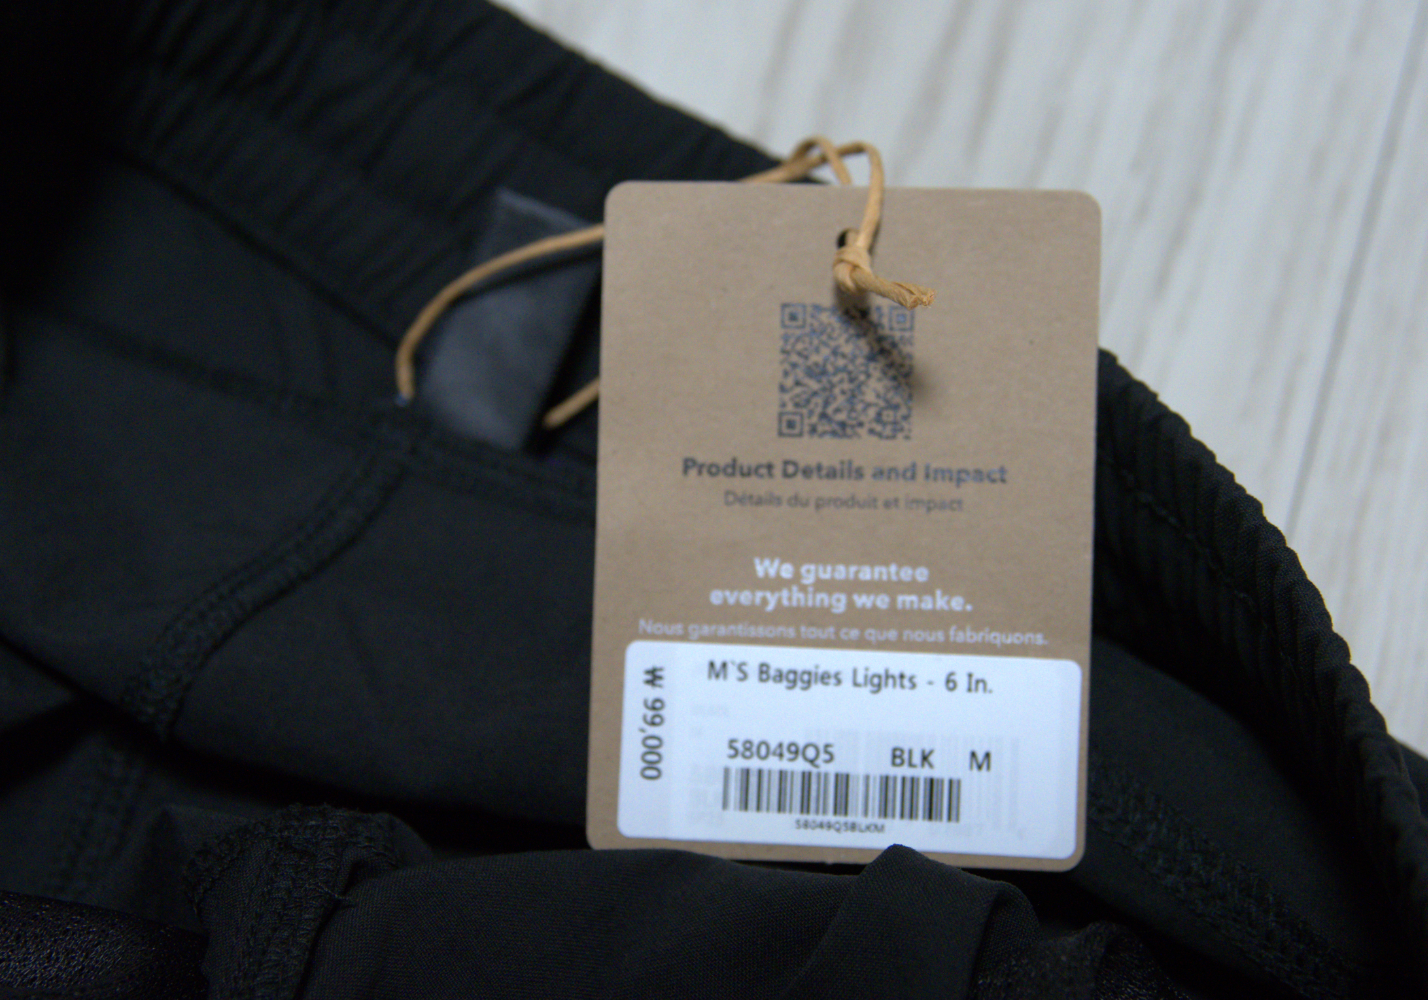 Product Details and Impact
Détails du produit et impact
We guarantee
everything we make.
Nous garantissons tout ce que nous fabriquons.
M`S Baggies Lights - 6 In.
₩ 99,000
58049Q5 BLK M
58049Q5BLKM